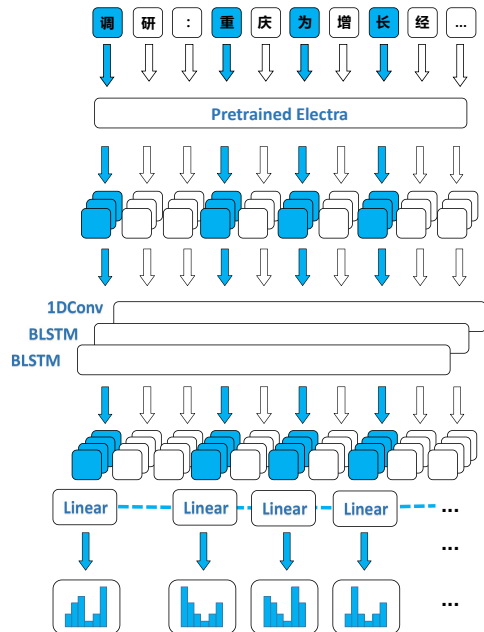 调 研 : 重 庆 为 增 长 经 ...
Pretrained Electra
1DConv
BLSTM
BLSTM
Linear Linear Linear Linear ...
...
...